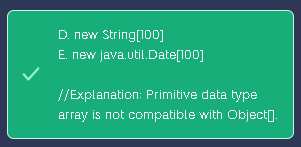 D. new String[100]
E. new java.util.Date[100]

//Explanation: Primitive data type
array is not compatible with Object[].